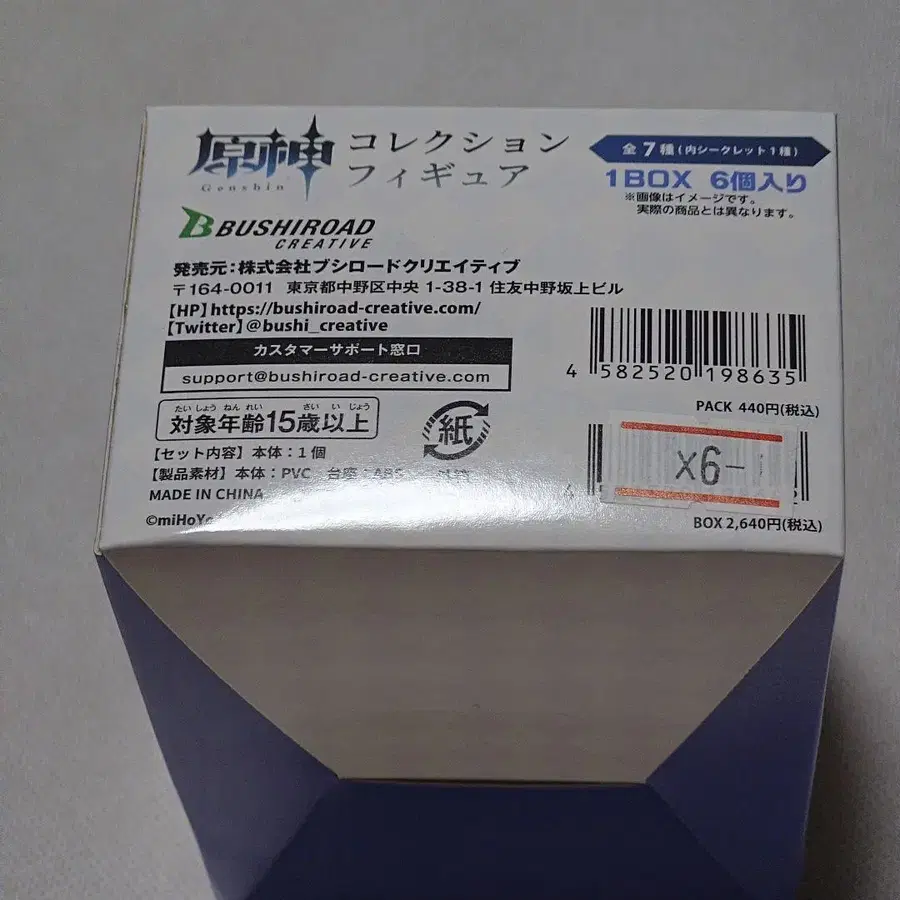 原神
Genshin
コレクション
フィギュア
全7種(内シークレット1種)
1BOX 6個入り
※画像はイメージです。
実際の商品とは異なります。
BUSHIROAD
CREATIVE
発売元:株式会社ブシロードクリエイティブ
〒164-0011 東京都中野区中央 1-38-1 住友中野坂上ビル
【HP】https://bushiroad-creative.com/
【Twitter】@bushi_creative
カスタマーサポート窓口
support@bushiroad-creative.com
4 582520 198635
PACK 440円(税込)
たいしょうねんれい さいいじょう
対象年齢15歳以上
紙
【セット内容】本体:1個
【製品素材】本体:PVC 台座:ABS
MADE IN CHINA
©miHoYo
X6-
4
BOX 2,640円(税込)